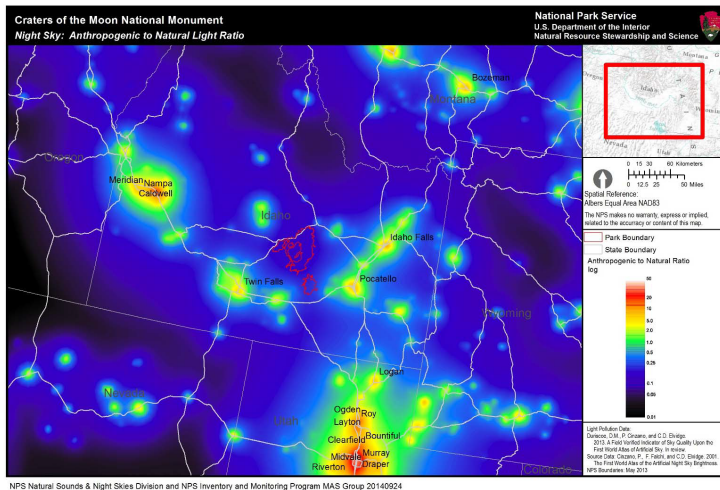 Craters of the Moon National Monument
Night Sky: Anthropogenic to Natural Light Ratio
National Park Service
U.S. Department of the Interior
Natural Resource Stewardship and Science
Bozeman
Montana
Oregon
Meridian
Nampa
Caldwell
Idaho
Idaho Falls
Twin Falls
Pocatello
Wyoming
Nevada
Utah
Logan
Ogden
Roy
Layton
Clearfield
Bountiful
Midvale
Murray
Riverton
Draper
Colorado
Montana
Oregon
Idaho
Nevada
Utah
0 15 30 60 Kilometers
0 12.5 25 50 Miles
Spatial Reference:
Albers Equal Area NAD83
The NPS makes no warranty, express or implied,
related to the accuracy or content of this map.
Park Boundary
State Boundary
Anthropogenic to Natural Ratio
log
50
20
10
5.0
2.0
1.0
0.5
0.25
0.1
0.05
0.01
Light Pollution Data:
Duriscoe, D.M., P. Cinzano, and C.D. Elvidge.
2013. A Field Verified Indicator of Sky Quality Upon the
First World Atlas of Artificial Sky. In review.
Source Data: Cinzano, P., F. Falchi, and C.D. Elvidge. 2001.
The First World Atlas of the Artificial Night Sky Brightness.
NPS Boundaries: May 2013
NPS Natural Sounds & Night Skies Division and NPS Inventory and Monitoring Program MAS Group 20140924